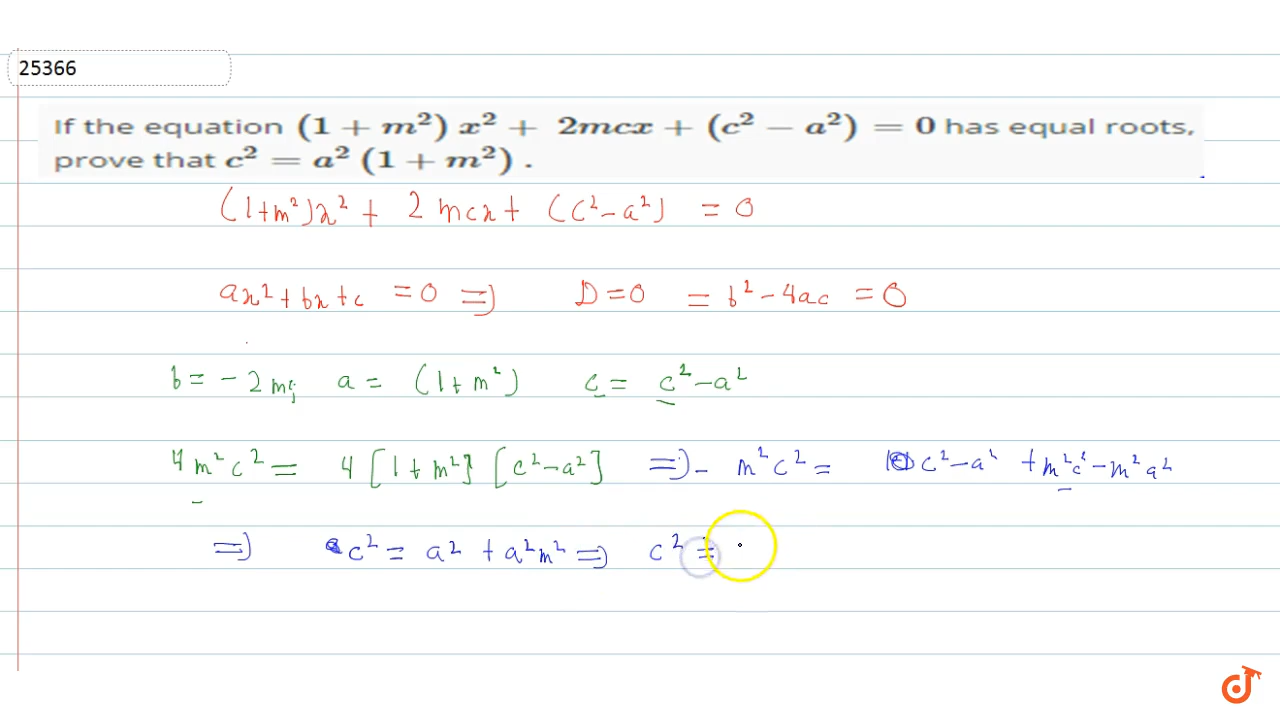 25366
If the equation (1 + m²) x² + 2mcx + (c² − a²) = 0 has equal roots,
prove that c² = a² (1 + m²) .
(1+m²)x² + 2 mcx + (c² − a²) = 0
ax² + bx + c = 0 ⇒ D = 0 = b² − 4ac = 0
b = − 2mc, a = (1 + m²) c = c² − a²
4m²c² = 4 [1 + m²] [c² − a²] ⇒ − m²c² = c² − a² + m²c² − m²a²
⇒ c² = a² + a²m² ⇒ c² =